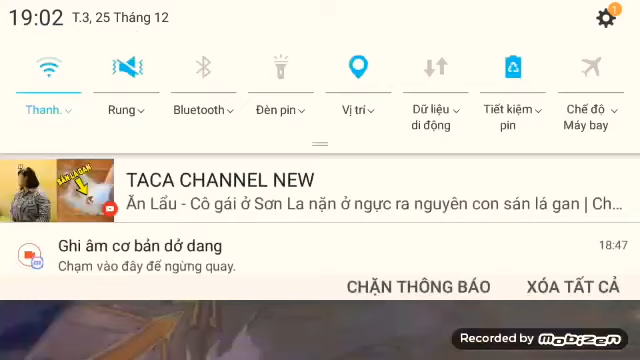 19:02 T.3, 25 Tháng 12
1
Thanh. Rung Bluetooth Đèn pin Vị trí Dữ liệu di động Tiết kiệm pin Chế độ Máy bay
SÁN LÁ GAN
TACA CHANNEL NEW
Ăn Lẩu - Cô gái ở Sơn La nặn ở ngực ra nguyên con sán lá gan | Ch...
Ghi âm cơ bản dở dang 18:47
Chạm vào đây để ngừng quay.
CHẶN THÔNG BÁO XÓA TẤT CẢ
Recorded by MOBIZEN